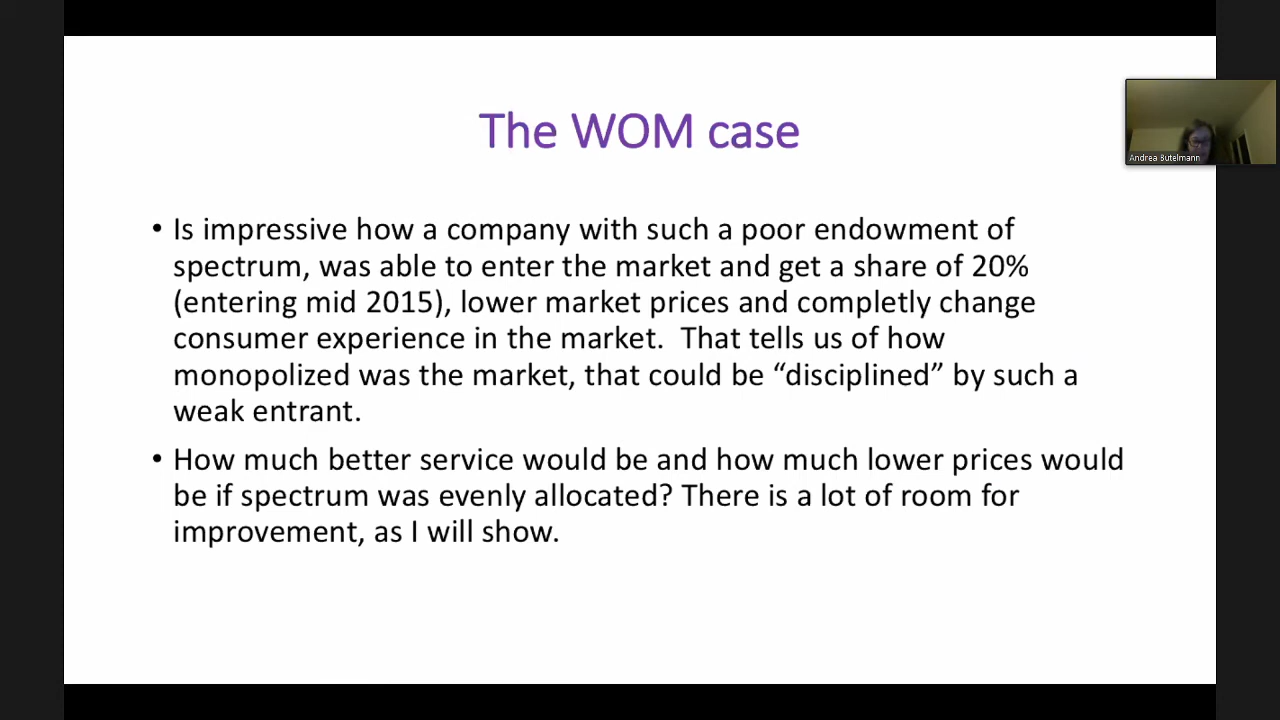 The WOM case
• Is impressive how a company with such a poor endowment of
spectrum, was able to enter the market and get a share of 20%
(entering mid 2015), lower market prices and completly change
consumer experience in the market.  That tells us of how
monopolized was the market, that could be “disciplined” by such a
weak entrant.
• How much better service would be and how much lower prices would
be if spectrum was evenly allocated? There is a lot of room for
improvement, as I will show.
Andrea Butelmann